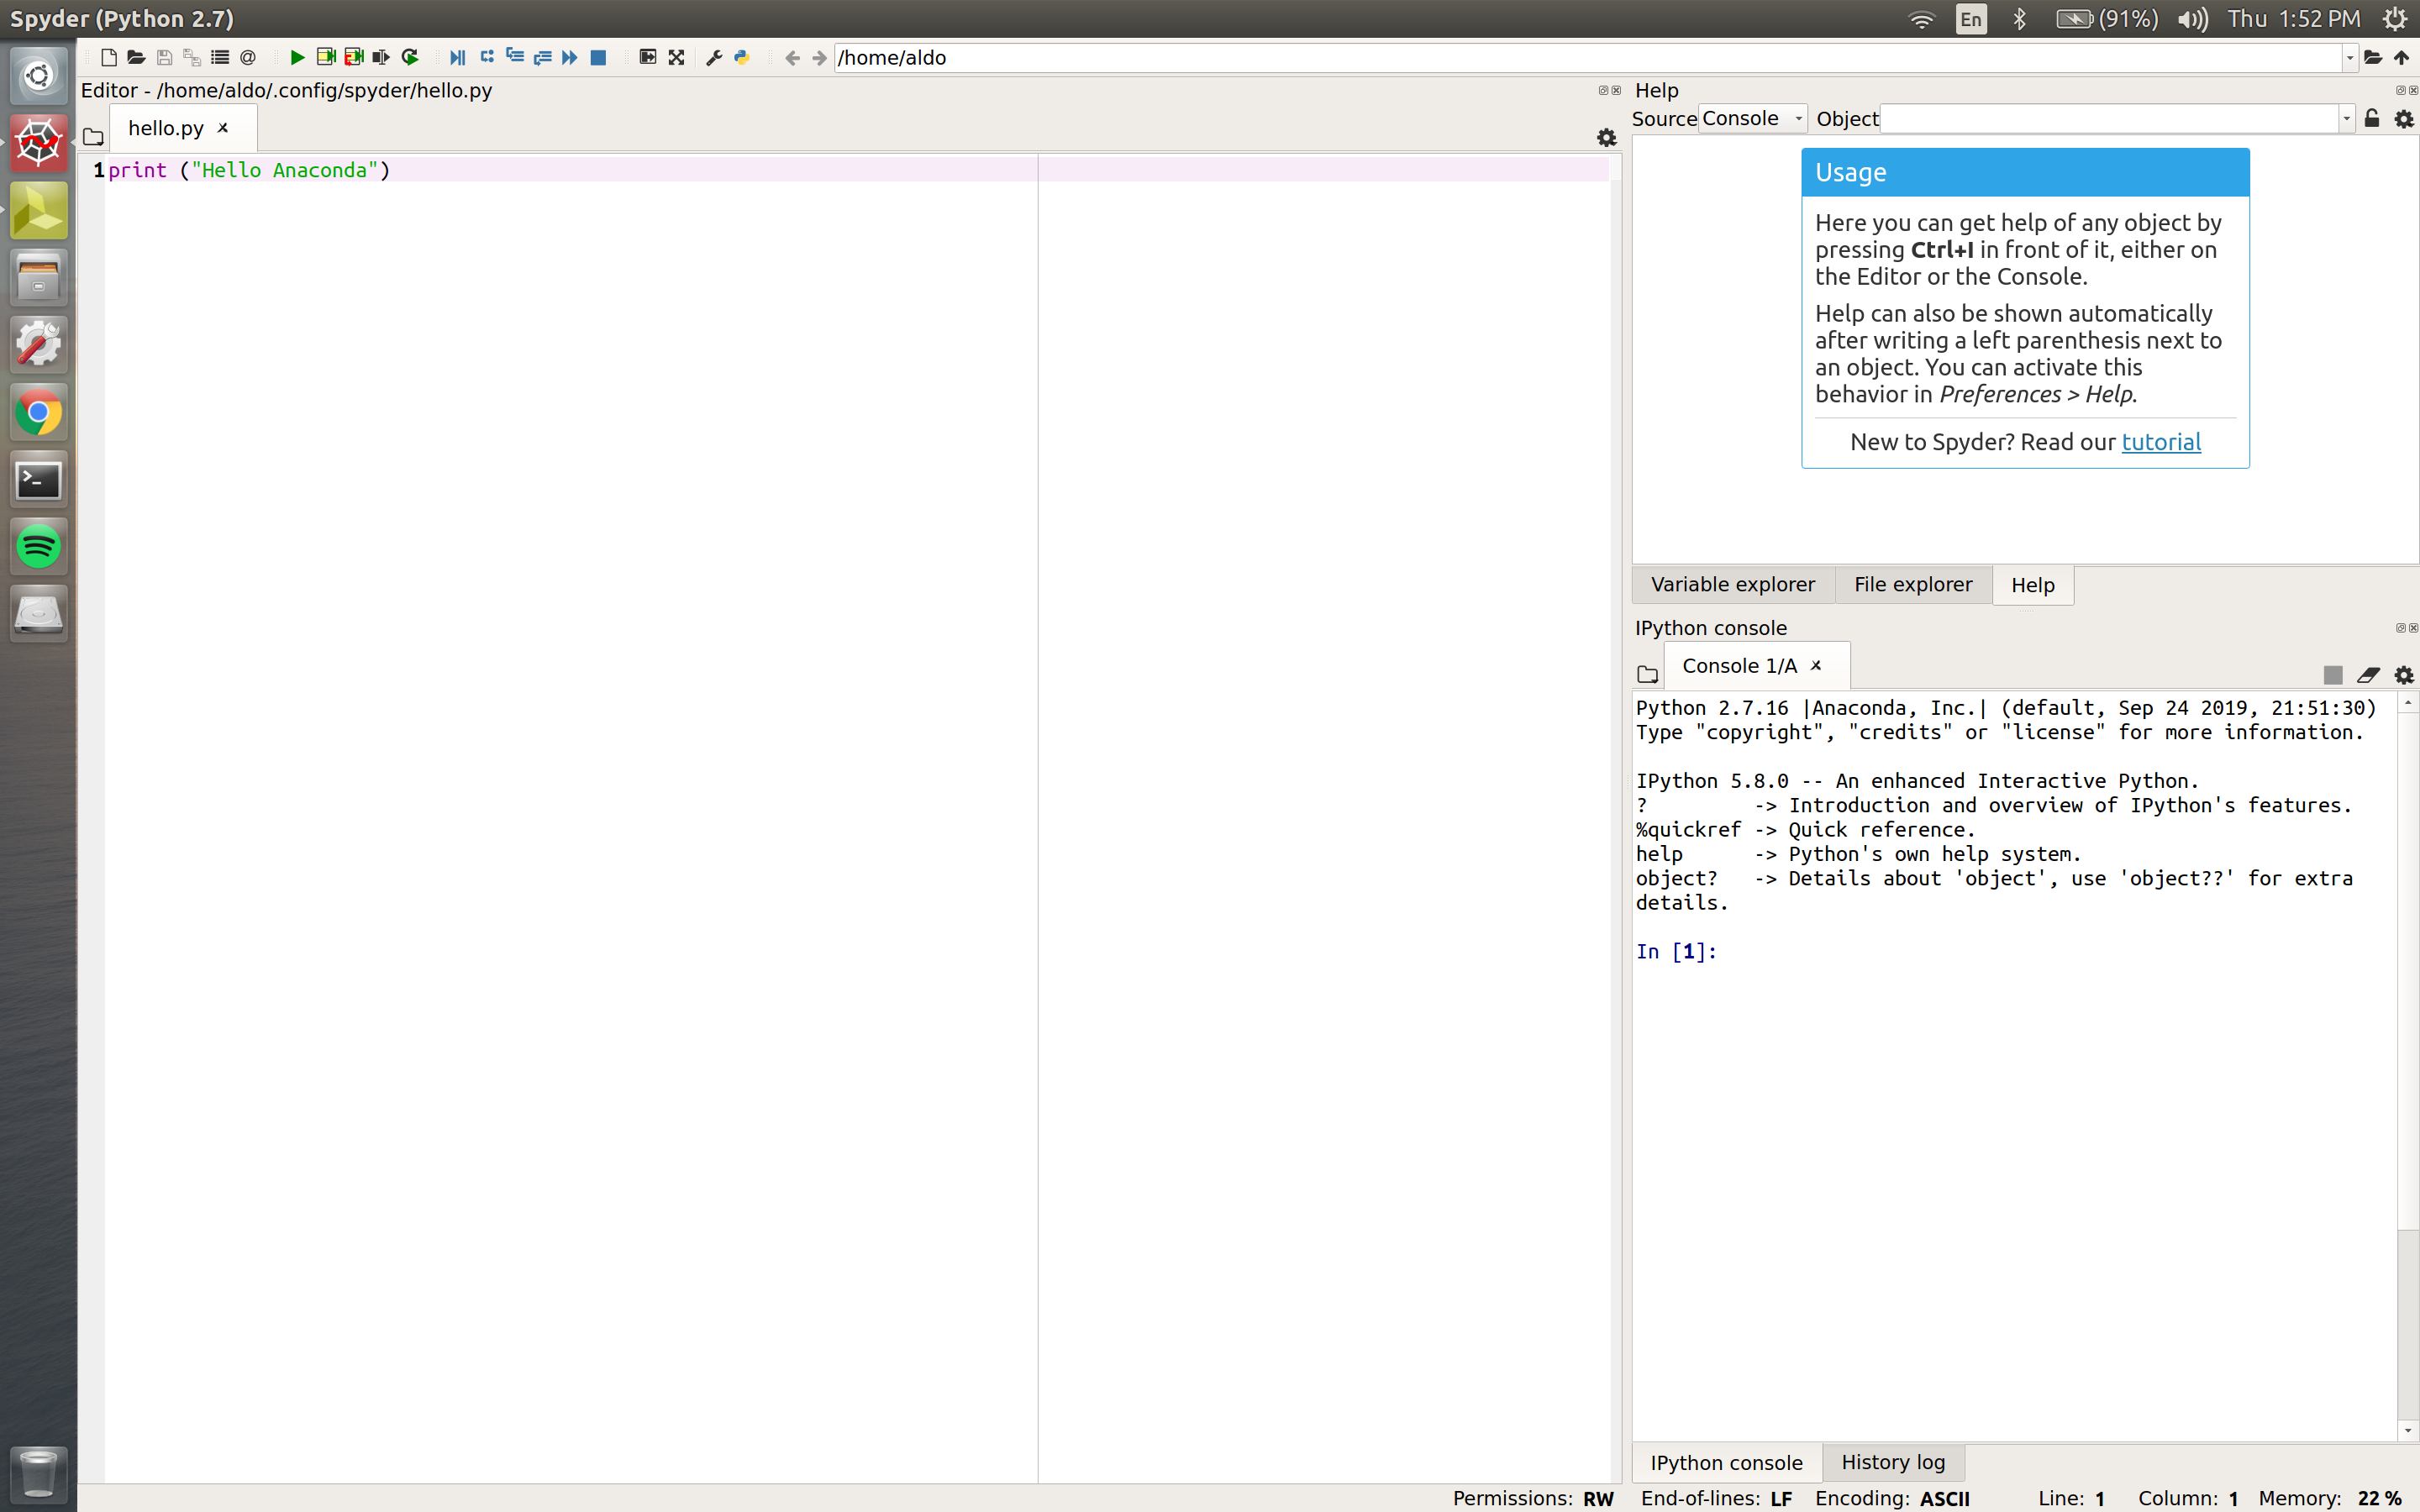 Spyder (Python 2.7)
En
(91%)
Thu 1:52 PM
@
/home/aldo
Editor - /home/aldo/.config/spyder/hello.py
hello.py
1 print ("Hello Anaconda")
Help
Source Console Object
Usage
Here you can get help of any object by
pressing Ctrl+I in front of it, either on
the Editor or the Console.
Help can also be shown automatically
after writing a left parenthesis next to
an object. You can activate this
behavior in Preferences > Help.
New to Spyder? Read our tutorial
Variable explorer File explorer Help
IPython console
Console 1/A
Python 2.7.16 |Anaconda, Inc.| (default, Sep 24 2019, 21:51:30)
Type "copyright", "credits" or "license" for more information.
IPython 5.8.0 -- An enhanced Interactive Python.
? -> Introduction and overview of IPython's features.
%quickref -> Quick reference.
help -> Python's own help system.
object? -> Details about 'object', use 'object??' for extra
details.
In [1]:
IPython console History log
Permissions: RW End-of-lines: LF Encoding: ASCII Line: 1 Column: 1 Memory: 22 %